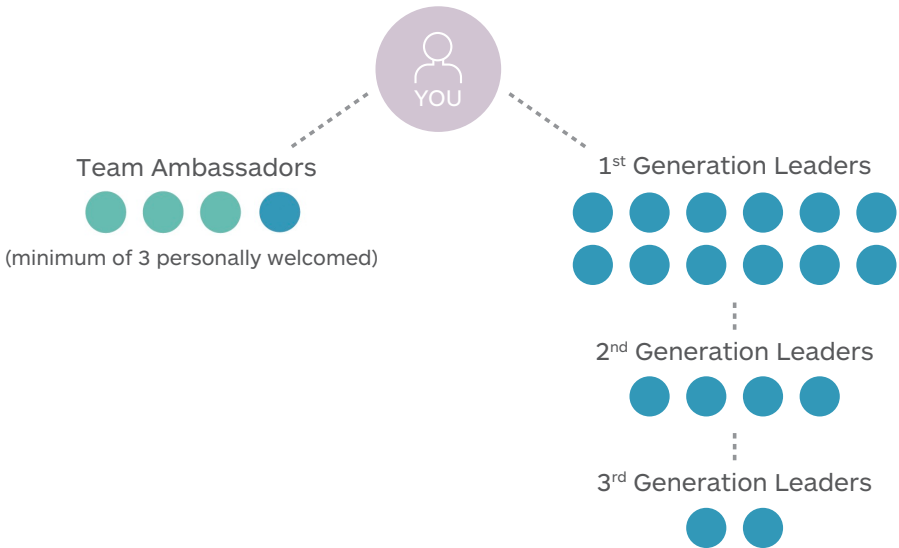 YOU
Team Ambassadors
(minimum of 3 personally welcomed)
1st Generation Leaders
2nd Generation Leaders
3rd Generation Leaders